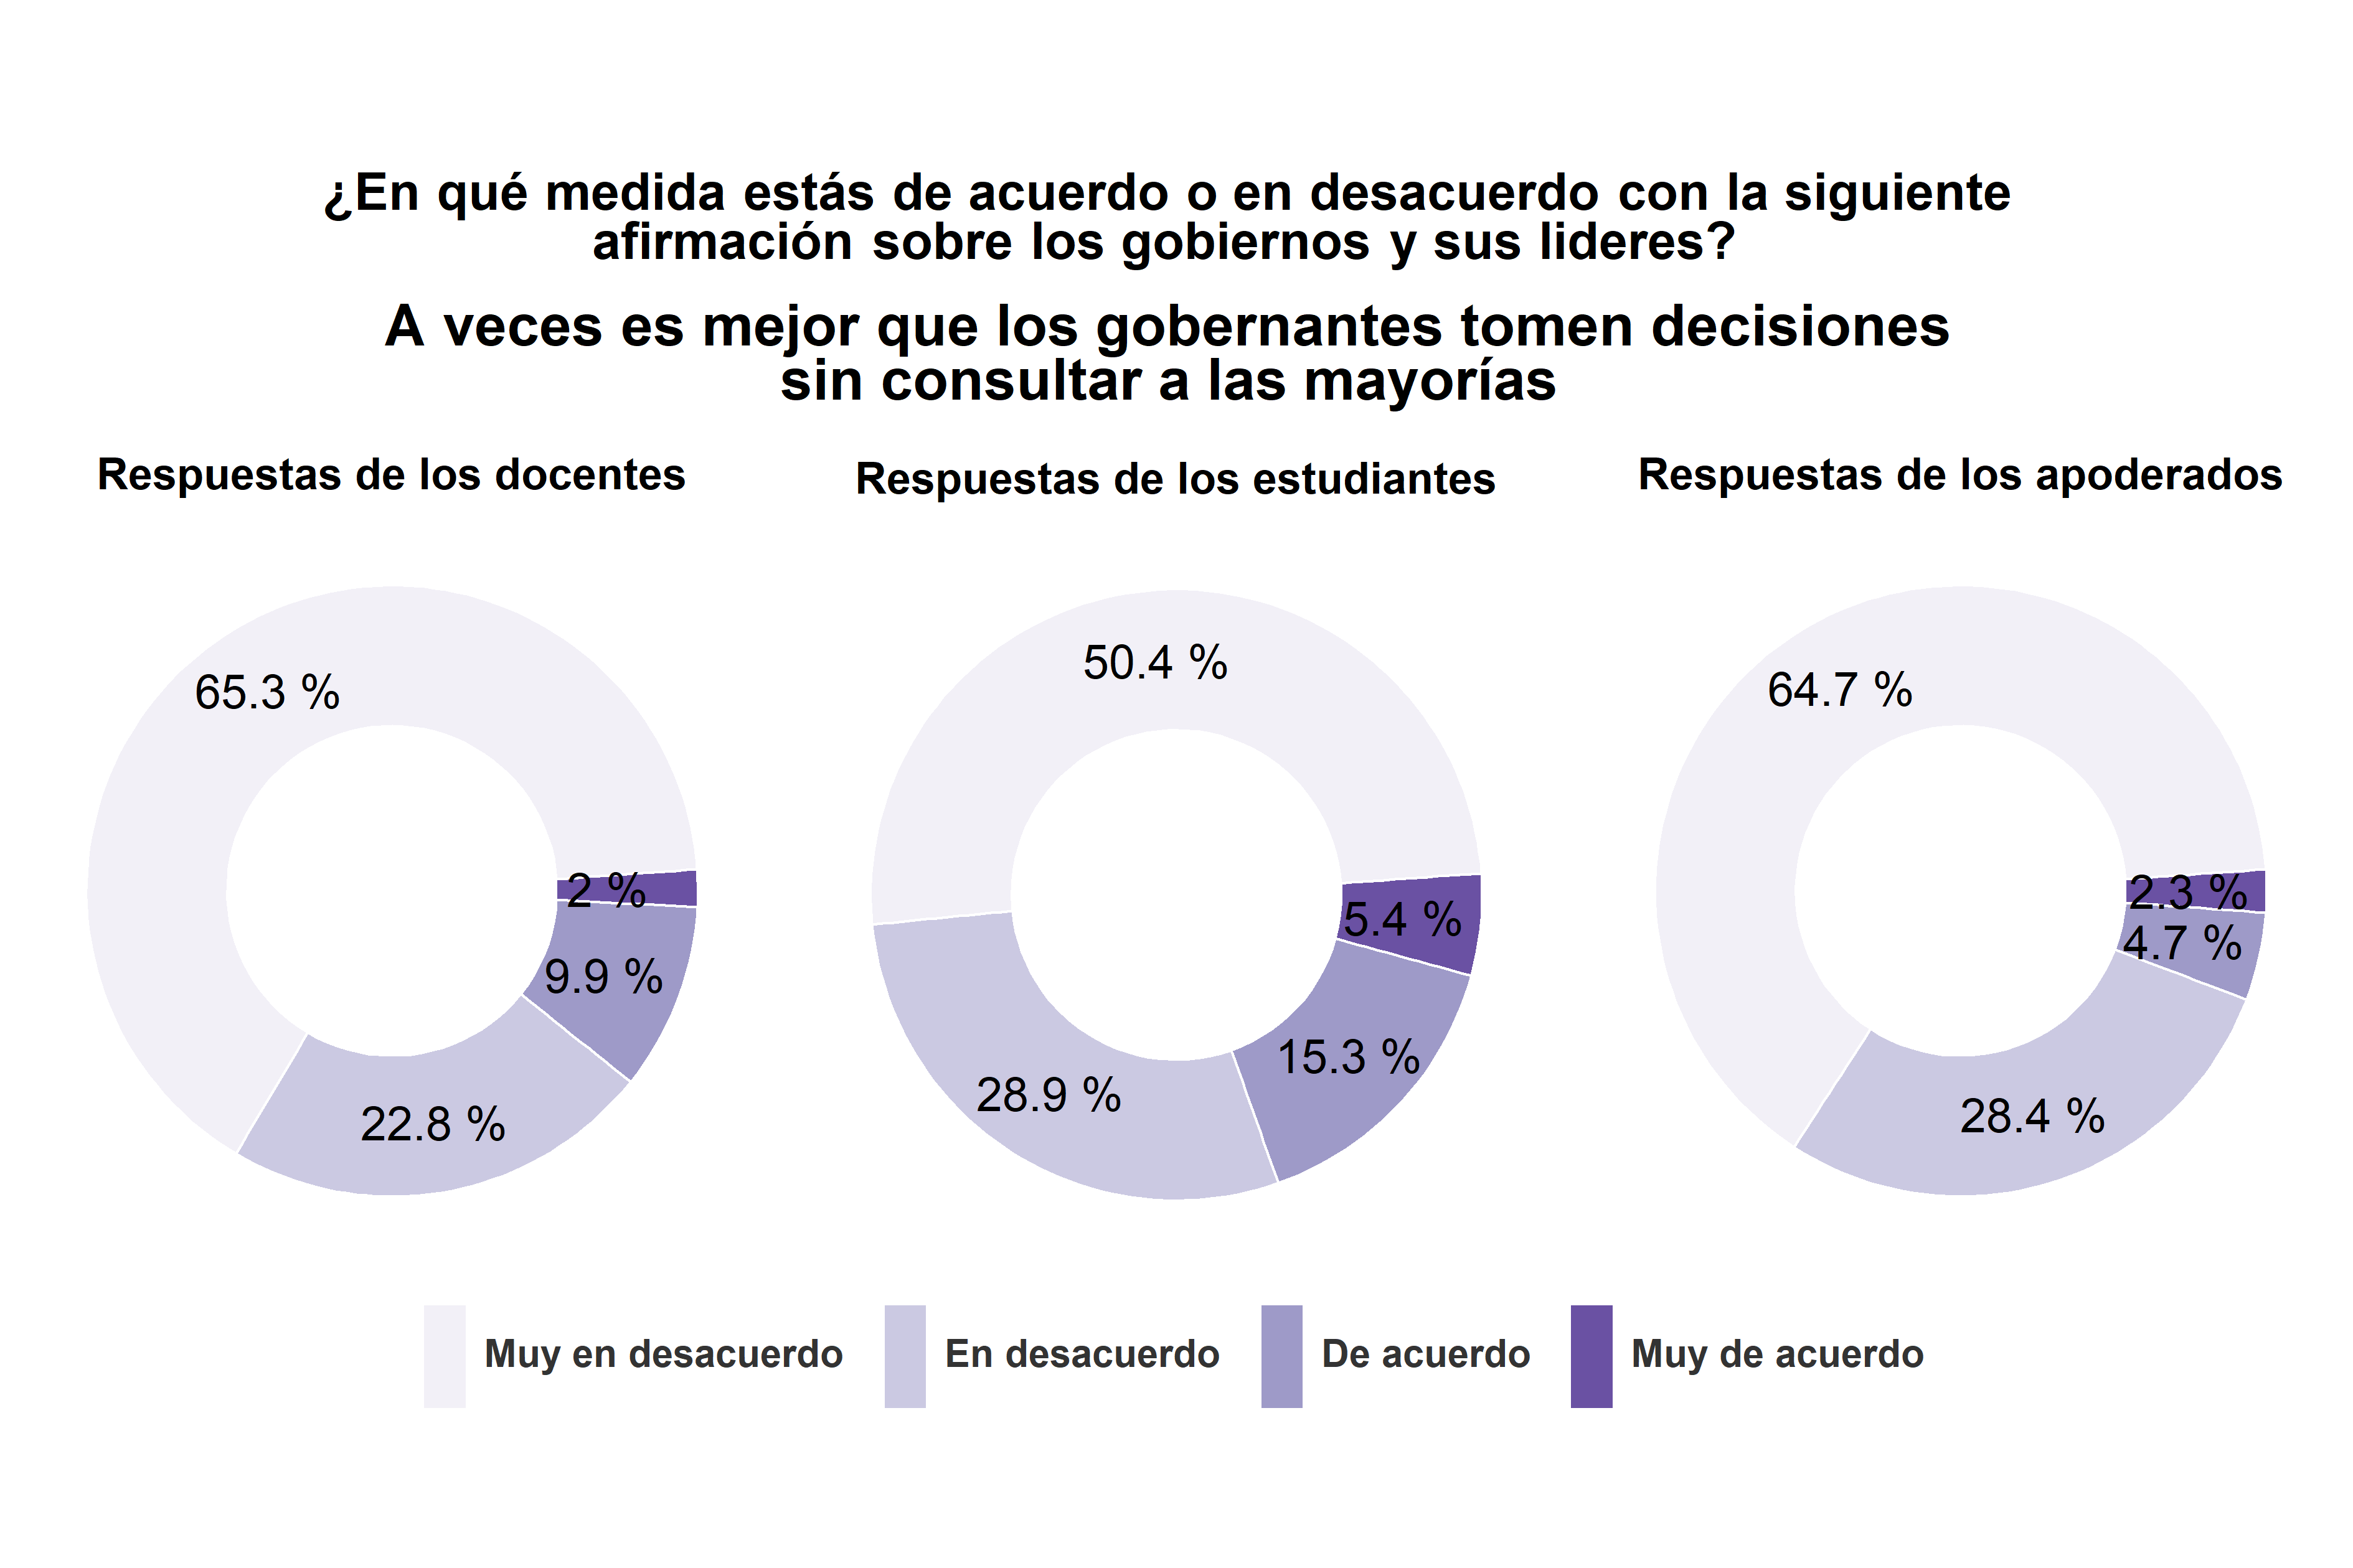 ¿En qué medida estás de acuerdo o en desacuerdo con la siguiente
afirmación sobre los gobiernos y sus lideres?
A veces es mejor que los gobernantes tomen decisiones
sin consultar a las mayorías
Respuestas de los docentes
65.3 %
2 %
9.9 %
22.8 %
Respuestas de los estudiantes
50.4 %
5.4 %
15.3 %
28.9 %
Respuestas de los apoderados
64.7 %
2.3 %
4.7 %
28.4 %
Muy en desacuerdo
En desacuerdo
De acuerdo
Muy de acuerdo